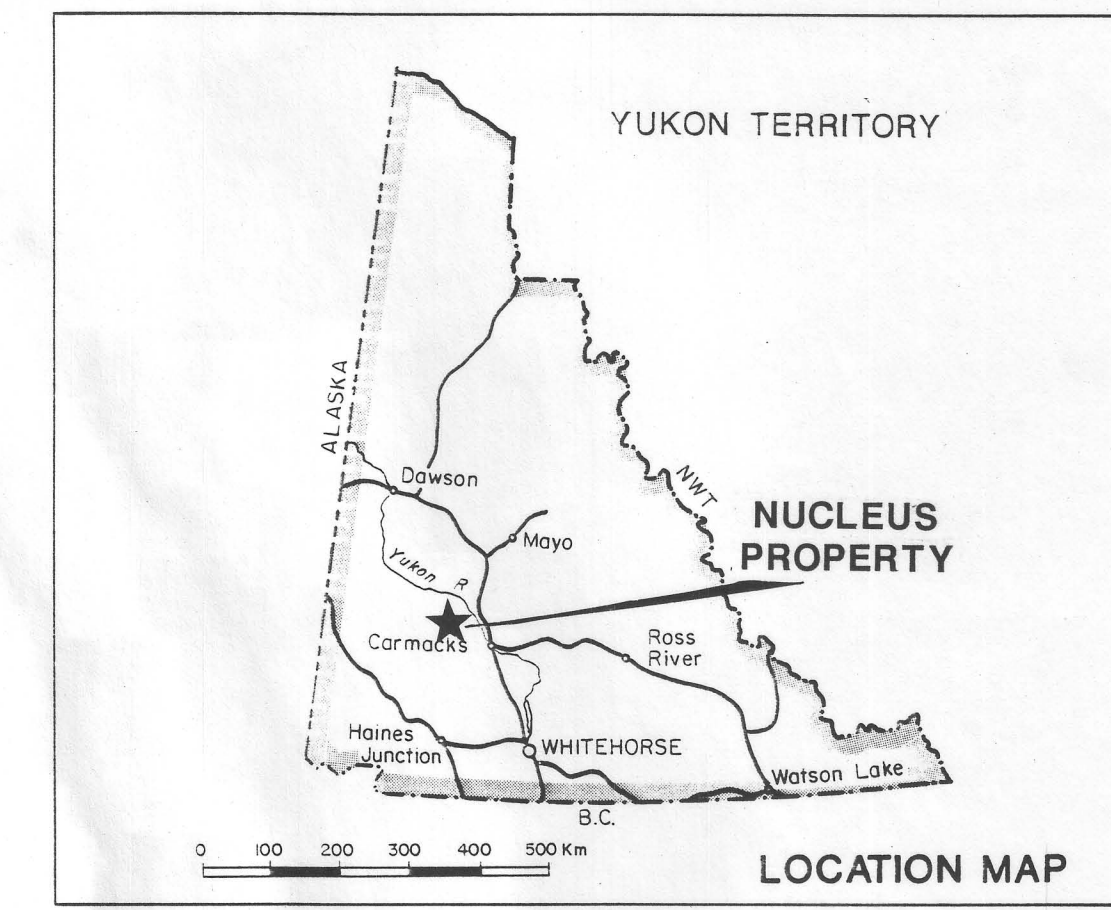 YUKON TERRITORY
ALASKA
Dawson
NWT
NUCLEUS
PROPERTY
Mayo
Yukon R
Carmacks
Ross
River
Haines
Junction
WHITEHORSE
Watson Lake
B.C.
0 100 200 300 400 500 Km
LOCATION MAP